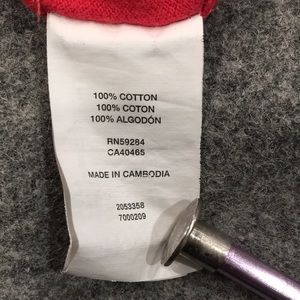 100% COTTON
100% COTON
100% ALGODÓN
RN59284
CA40465
MADE IN CAMBODIA
2053358
7000209